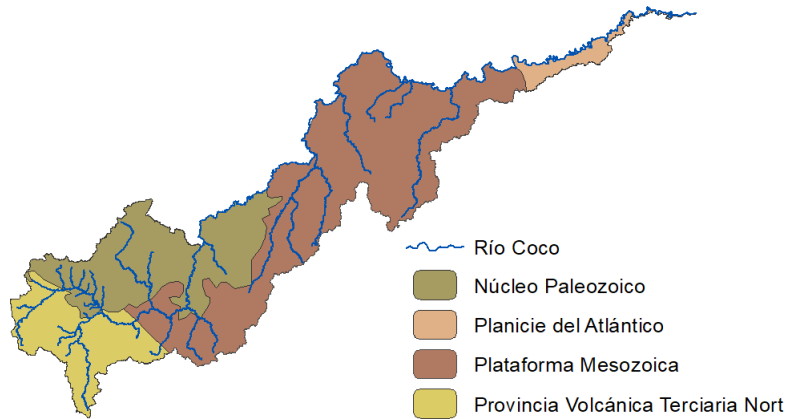 Río Coco
Núcleo Paleozoico
Planicie del Atlántico
Plataforma Mesozoica
Provincia Volcánica Terciaria Nort